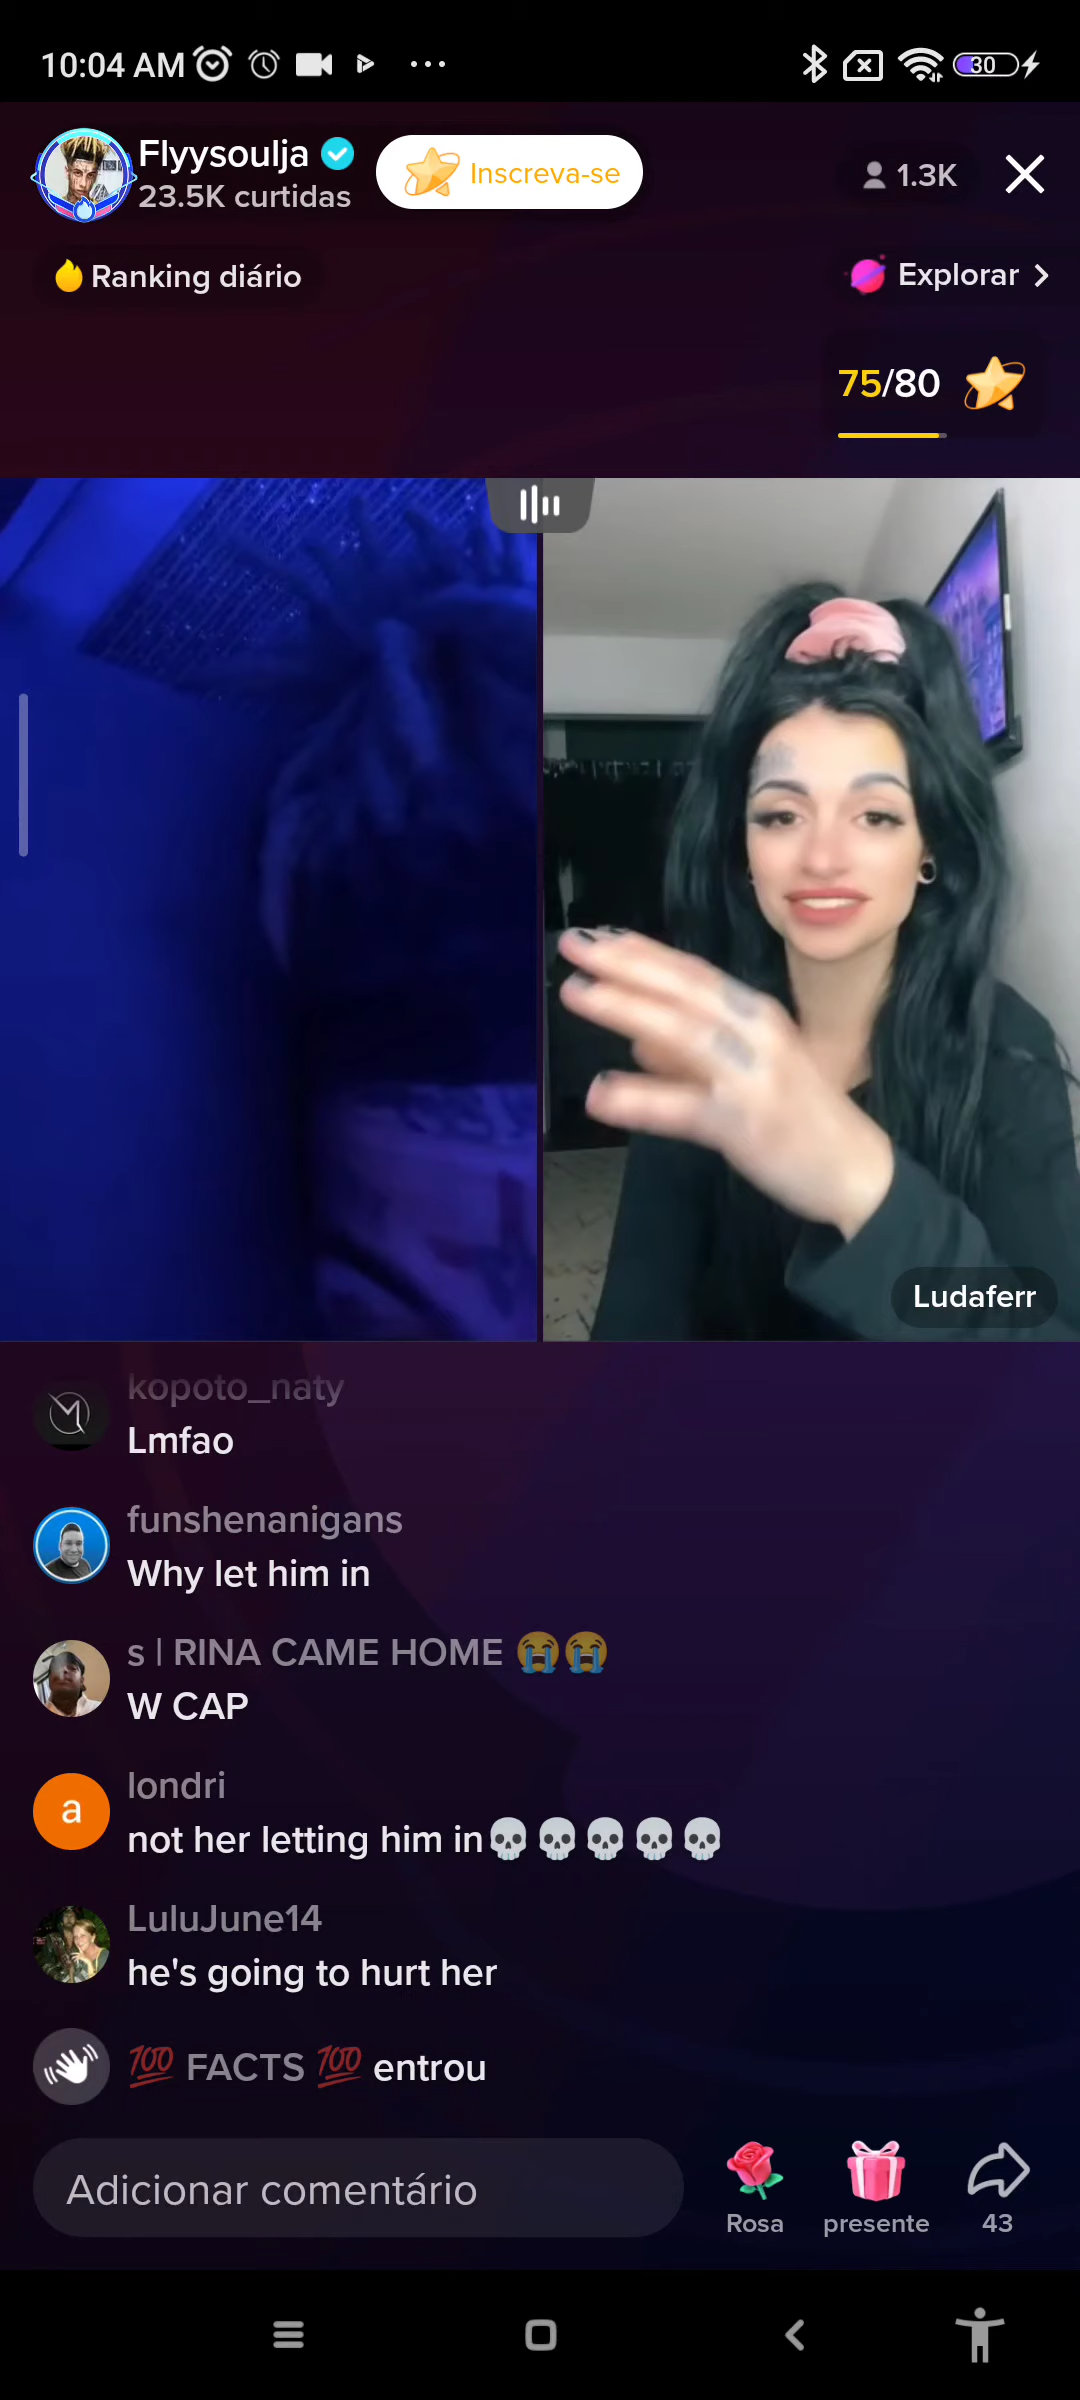 10:04 AM
30
Flyysoulja
23.5K curtidas
Inscreva-se
1.3K
Ranking diário
Explorar
75/80
Ludaferr
kopoto_naty
Lmfao
funshenanigans
Why let him in
s | RINA CAME HOME 😭😭
W CAP
a
londri
not her letting him in💀💀💀💀💀
LuluJune14
he's going to hurt her
💯 FACTS 💯 entrou
Adicionar comentário
Rosa
presente
43